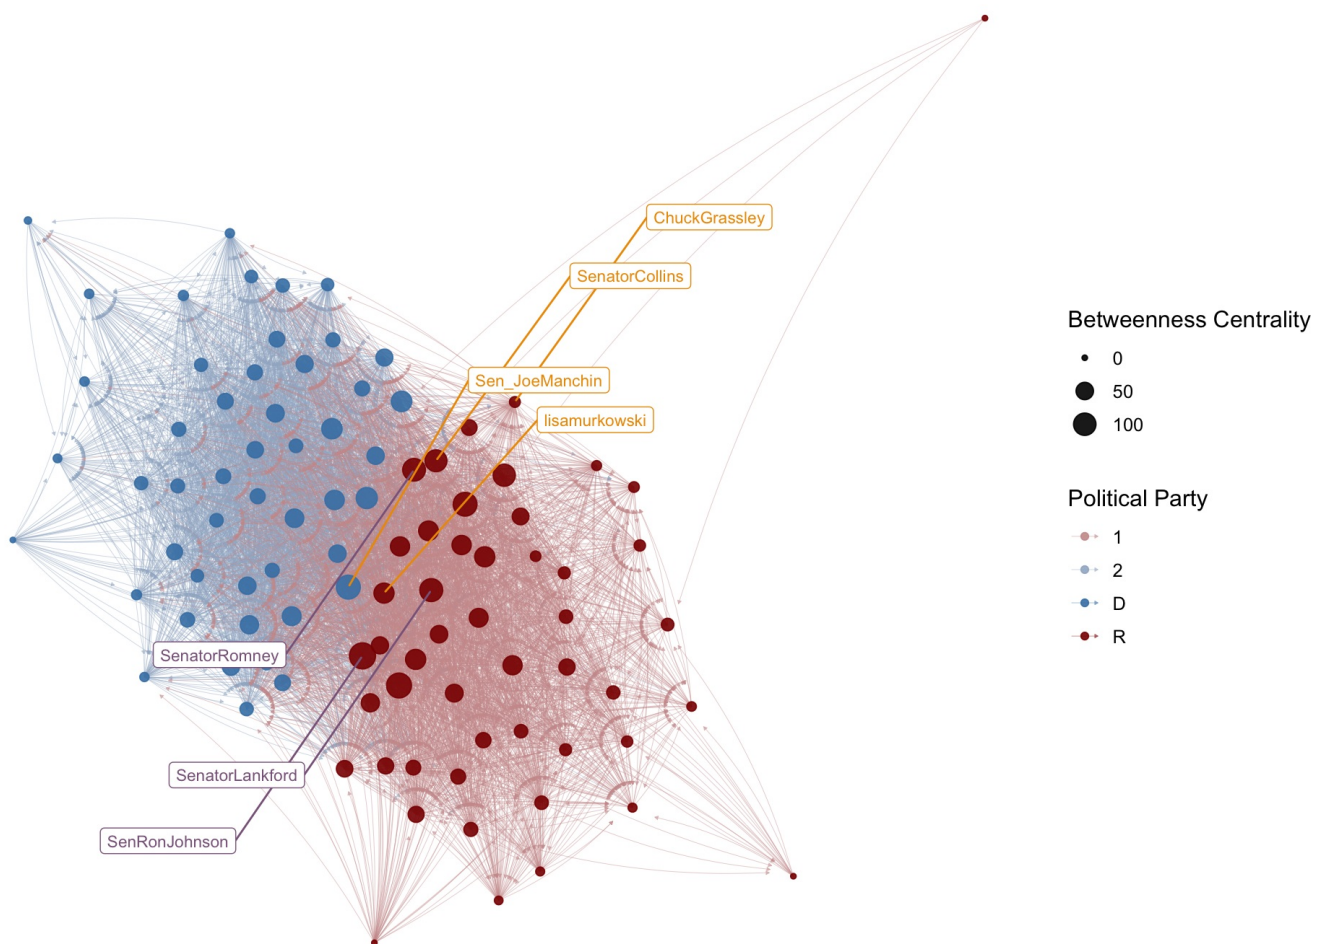 ChuckGrassley
SenatorCollins
Sen_JoeManchin
lisamurkowski
SenatorRomney
SenatorLankford
SenRonJohnson
Betweenness Centrality
0
50
100
Political Party
1
2
D
R